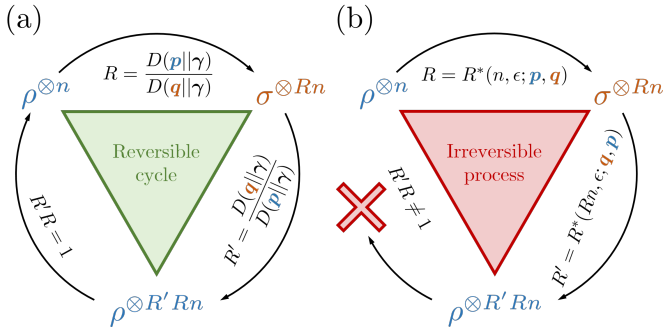 (a)
R = D(p||γ) / D(q||γ)
ρ^{⊗n}
σ^{⊗Rn}
Reversible
cycle
R′ = D(q||γ) / D(p||γ)
R′R = 1
ρ^{⊗R′Rn}
(b)
R = R*(n, ϵ; p, q)
ρ^{⊗n}
σ^{⊗Rn}
Irreversible
process
R′R ≠ 1
R′ = R*(Rn, ϵ; q, p)
ρ^{⊗R′Rn}